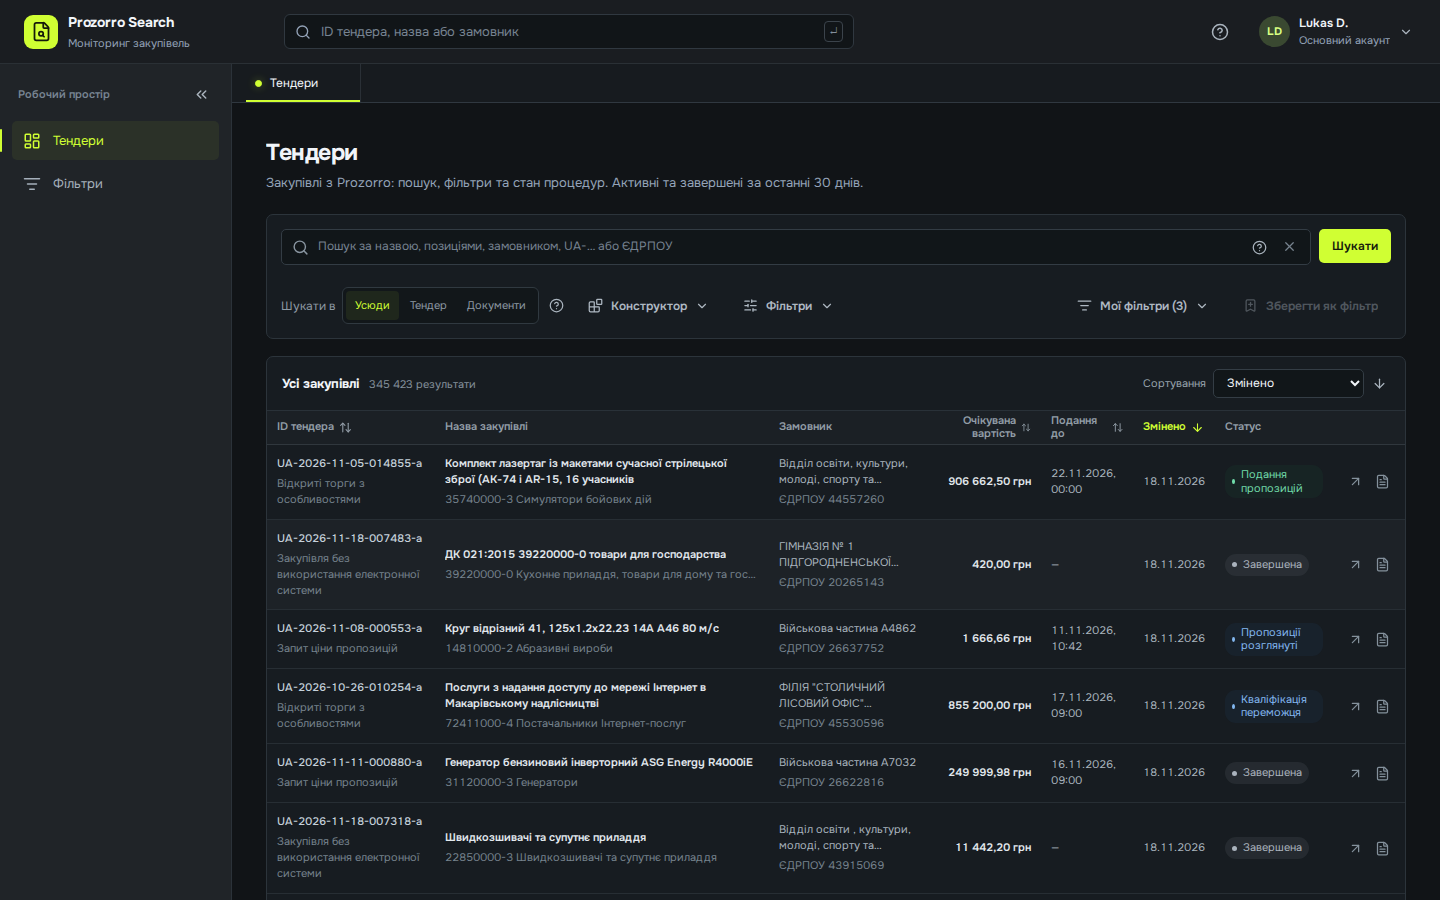 Prozorro Search
Моніторинг закупівель
ID тендера, назва або замовник
LD
Lukas D.
Основний акаунт
Робочий простір
Тендери
Фільтри
Тендери
Тендери
Закупівлі з Prozorro: пошук, фільтри та стан процедур. Активні та завершені за останні 30 днів.
Пошук за назвою, позиціями, замовником, UA-... або ЄДРПОУ
Шукати
Шукати в
Усюди
Тендер
Документи
Конструктор
Фільтри
Мої фільтри (3)
Зберегти як фільтр
Усі закупівлі 345 423 результати
Сортування
Змінено
ID тендера
Назва закупівлі
Замовник
Очікувана
вартість
Подання
до
Змінено
Статус
UA-2026-11-05-014855-a
Відкриті торги з
особливостями
Комплект лазертаг із макетами сучасної стрілецької
зброї (АК-74 і AR-15, 16 учасників
35740000-3 Симулятори бойових дій
Відділ освіти, культури,
молоді, спорту та...
ЄДРПОУ 44557260
906 662,50 грн
22.11.2026,
00:00
18.11.2026
Подання
пропозицій
UA-2026-11-18-007483-a
Закупівля без
використання електронної
системи
ДК 021:2015 39220000-0 товари для господарства
39220000-0 Кухонне приладдя, товари для дому та гос...
ГІМНАЗІЯ № 1
ПІДГОРОДНЕНСЬКОЇ...
ЄДРПОУ 20265143
420,00 грн
—
18.11.2026
Завершена
UA-2026-11-08-000553-a
Запит ціни пропозицій
Круг відрізний 41, 125х1.2х22.23 14А А46 80 м/с
14810000-2 Абразивні вироби
Військова частина А4862
ЄДРПОУ 26637752
1 666,66 грн
11.11.2026,
10:42
18.11.2026
Пропозиції
розглянуті
UA-2026-10-26-010254-a
Відкриті торги з
особливостями
Послуги з надання доступу до мережі Інтернет в
Макарівському надлісництві
72411000-4 Постачальники Інтернет-послуг
ФІЛІЯ "СТОЛИЧНИЙ
ЛІСОВИЙ ОФІС"...
ЄДРПОУ 45530596
855 200,00 грн
17.11.2026,
09:00
18.11.2026
Кваліфікація
переможця
UA-2026-11-11-000880-a
Запит ціни пропозицій
Генератор бензиновий інверторний ASG Energy R4000iE
31120000-3 Генератори
Військова частина А7032
ЄДРПОУ 26622816
249 999,98 грн
16.11.2026,
09:00
18.11.2026
Завершена
UA-2026-11-18-007318-a
Закупівля без
використання електронної
системи
Швидкозшивачі та супутнє приладдя
22850000-3 Швидкозшивачі та супутнє приладдя
Відділ освіти , культури,
молоді, спорту та...
ЄДРПОУ 43915069
11 442,20 грн
—
18.11.2026
Завершена